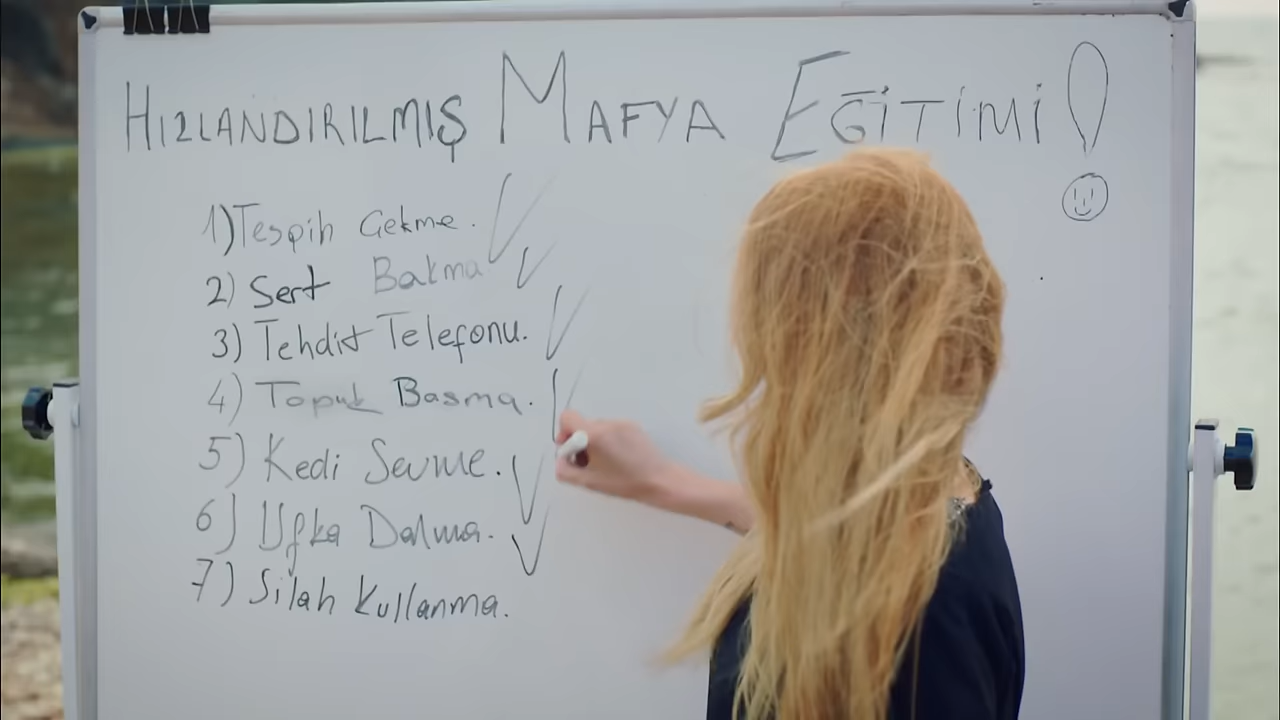 HIZLANDIRILMIŞ MAFYA EĞİTİMİ!
1) Tespih Çekme.
2) Sert Bakma
3) Tehdit Telefonu.
4) Topuk Basma.
5) Kedi Sevme.
6) Ufka Dalma.
7) Silah Kullanma.